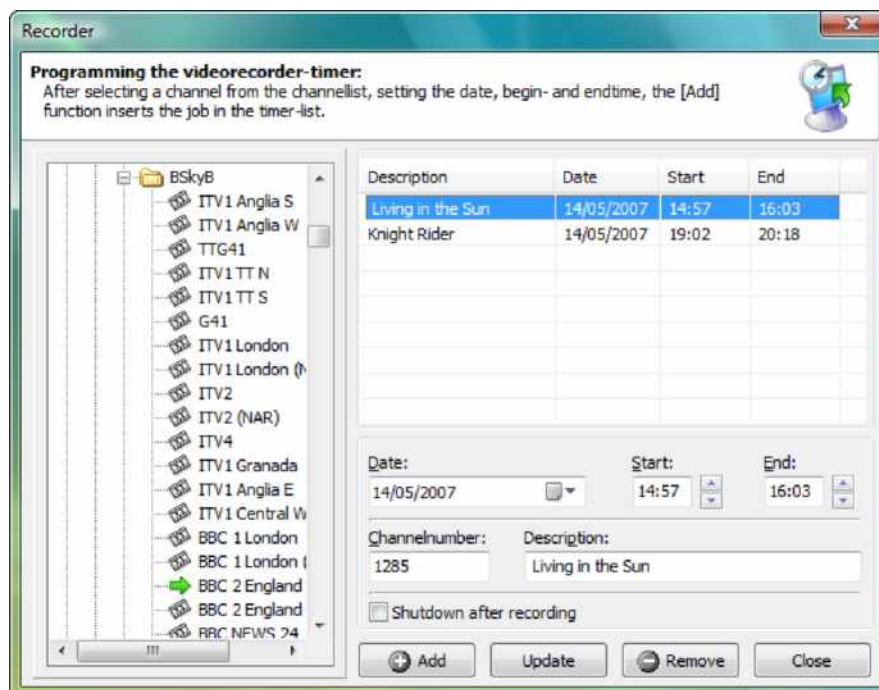 Recorder
Programming the videorecorder-timer:
After selecting a channel from the channellist, setting the date, begin- and endtime, the [Add]
function inserts the job in the timer-list.
BSkyB
ITV1 Anglia S
ITV1 Anglia W
TTG41
ITV1 TT N
ITV1 TT S
G41
ITV1 London
ITV1 London (N
ITV2
ITV2 (NAR)
ITV4
ITV1 Granada
ITV1 Anglia E
ITV1 Central W
BBC 1 London
BBC 1 London (
BBC 2 England
BBC 2 England
BBC NEWS 24
Description Date Start End
Living in the Sun 14/05/2007 14:57 16:03
Knight Rider 14/05/2007 19:02 20:18
Date: Start: End:
14/05/2007 14:57 16:03
Channelnumber: Description:
1285 Living in the Sun
Shutdown after recording
Add Update Remove Close